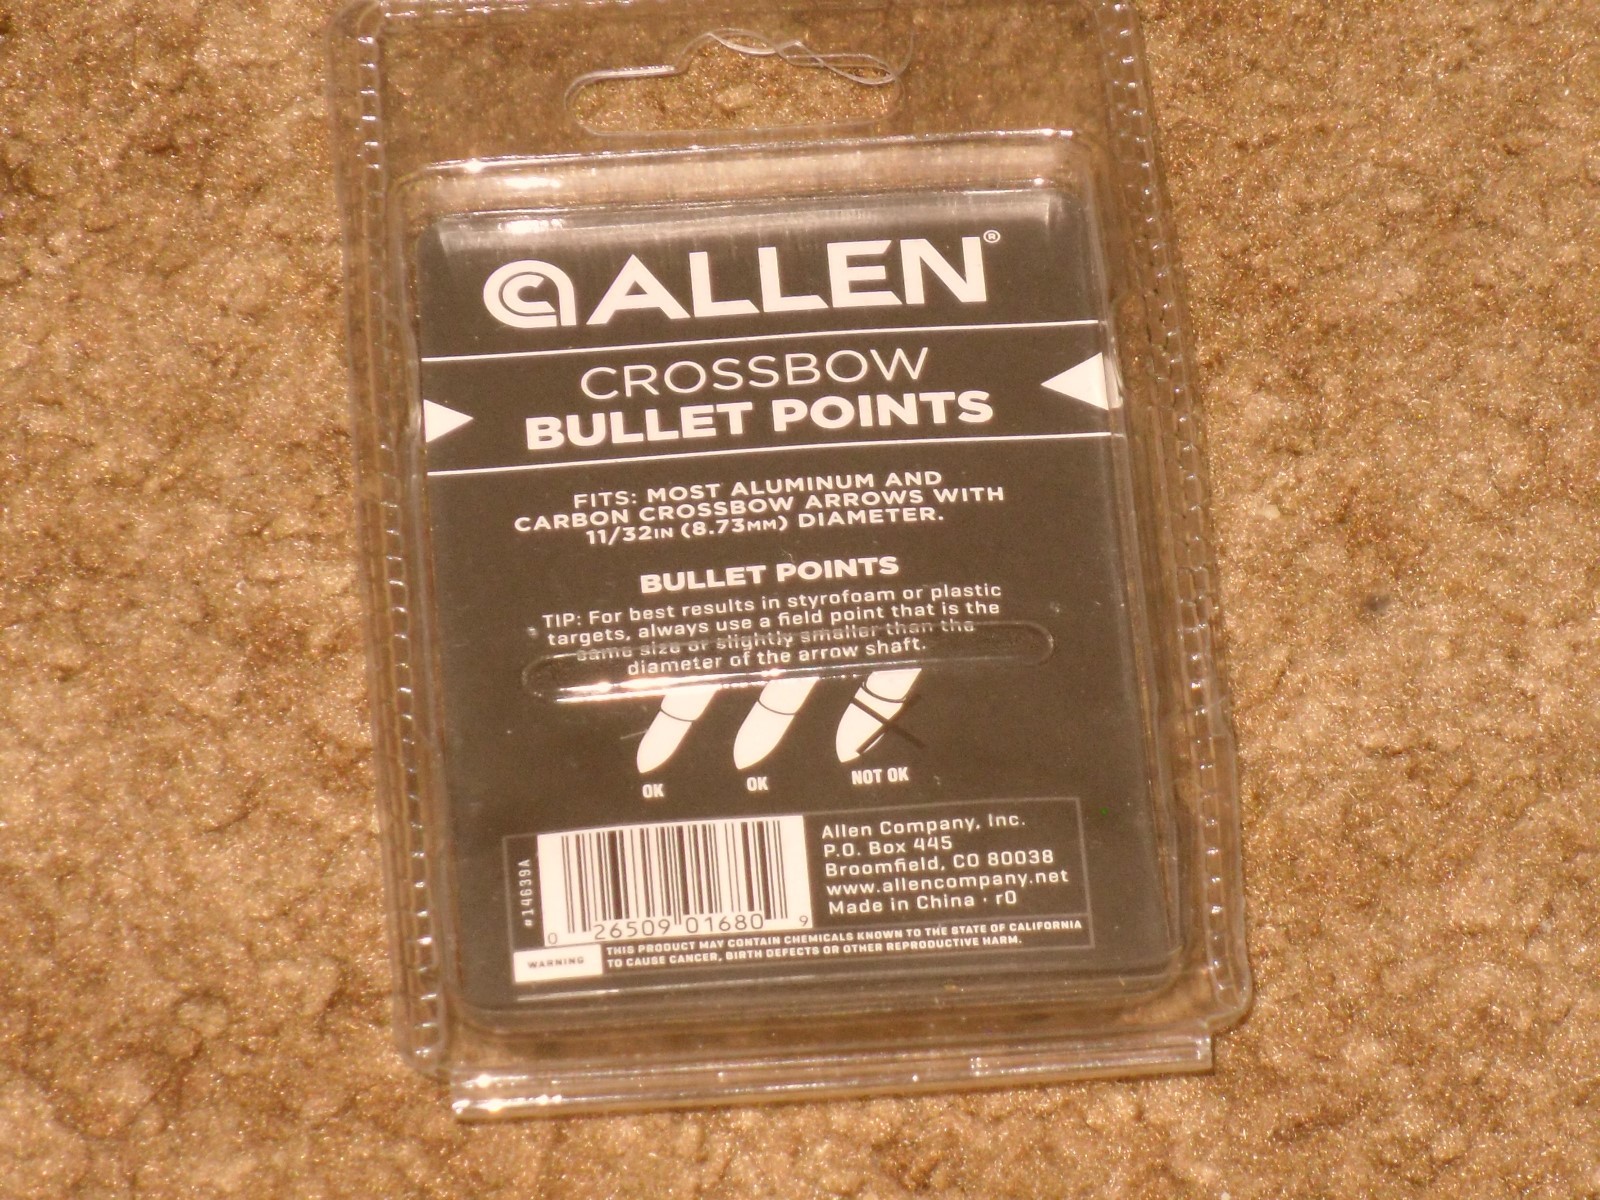 ALLEN®
CROSSBOW
BULLET POINTS
FITS: MOST ALUMINUM AND
CARBON CROSSBOW ARROWS WITH
11/32IN (8.73MM) DIAMETER.
BULLET POINTS
TIP: For best results in styrofoam or plastic
targets, always use a field point that is the
same size or slightly smaller than the
diameter of the arrow shaft.
OK OK NOT OK
#14639A
0 26509 01680 9
Allen Company, Inc.
P.O. Box 445
Broomfield, CO 80038
www.allencompany.net
Made in China · r0
WARNING
THIS PRODUCT MAY CONTAIN CHEMICALS KNOWN TO THE STATE OF CALIFORNIA
TO CAUSE CANCER, BIRTH DEFECTS OR OTHER REPRODUCTIVE HARM.